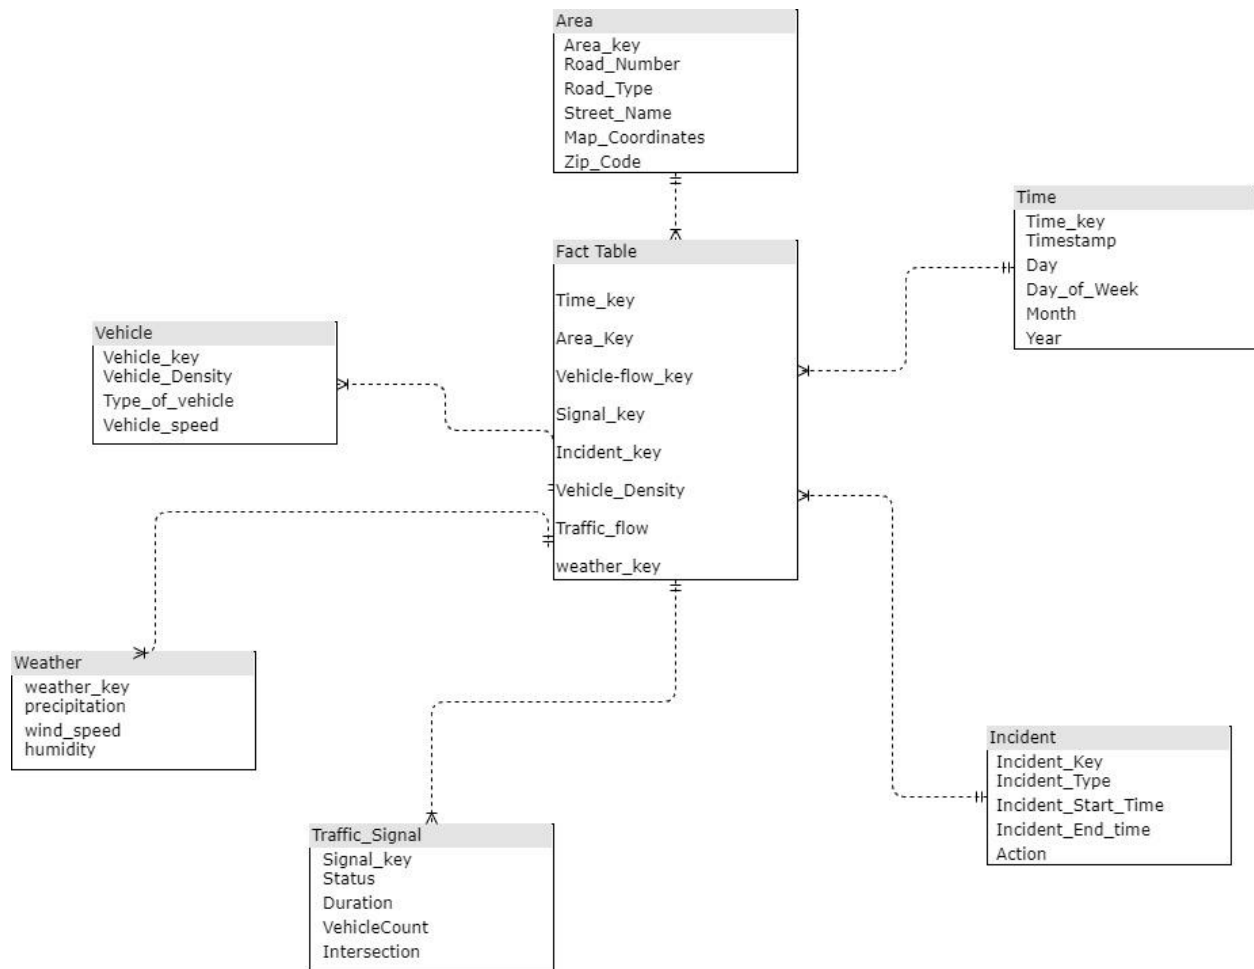 Area
Area_key
Road_Number
Road_Type
Street_Name
Map_Coordinates
Zip_Code
Time
Time_key
Timestamp
Day
Day_of_Week
Month
Year
Fact Table
Time_key
Area_Key
Vehicle-flow_key
Signal_key
Incident_key
Vehicle_Density
Traffic_flow
weather_key
Vehicle
Vehicle_key
Vehicle_Density
Type_of_vehicle
Vehicle_speed
Weather
weather_key
precipitation
wind_speed
humidity
Incident
Incident_Key
Incident_Type
Incident_Start_Time
Incident_End_time
Action
Traffic_Signal
Signal_key
Status
Duration
VehicleCount
Intersection